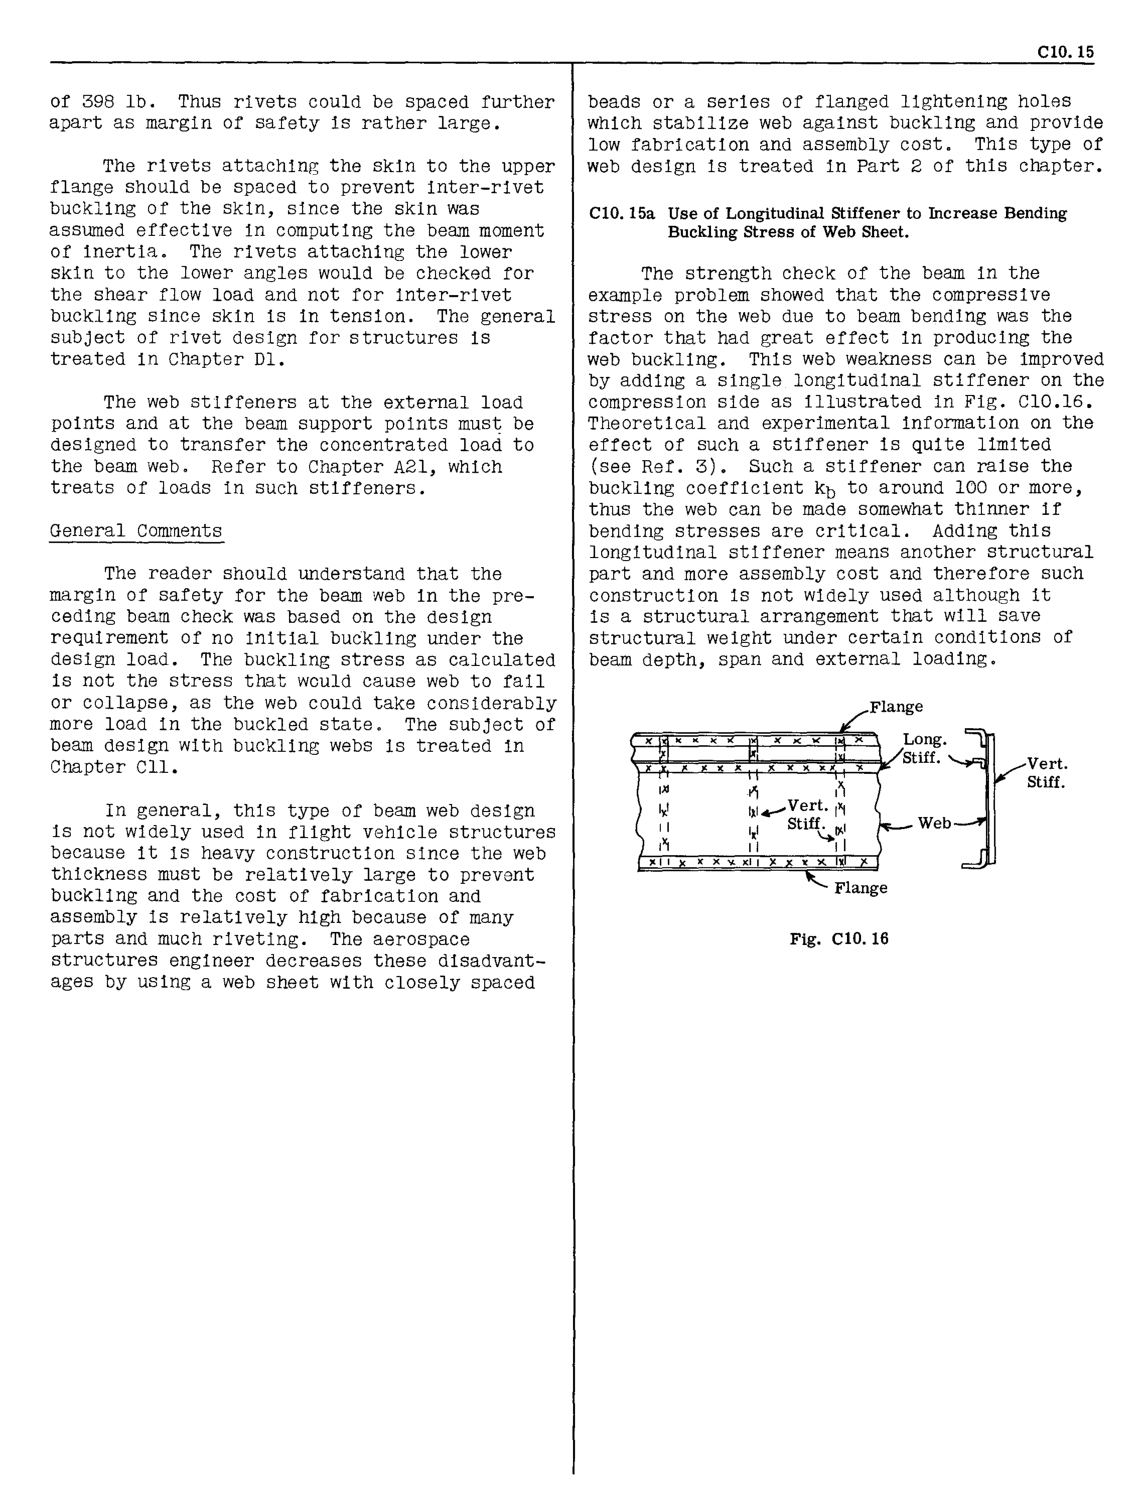 C10. 15
of 398 lb. Thus rivets could be spaced further
apart as margin of safety is rather large.
The rivets attaching the skin to the upper
flange should be spaced to prevent inter-rivet
buckling of the skin, since the skin was
assumed effective in computing the beam moment
of inertia. The rivets attaching the lower
skin to the lower angles would be checked for
the shear flow load and not for inter-rivet
buckling since skin is in tension. The general
subject of rivet design for structures is
treated in Chapter D1.
The web stiffeners at the external load
points and at the beam support points must be
designed to transfer the concentrated load to
the beam web. Refer to Chapter A21, which
treats of loads in such stiffeners.
General Comments
The reader should understand that the
margin of safety for the beam web in the pre-
ceding beam check was based on the design
requirement of no initial buckling under the
design load. The buckling stress as calculated
is not the stress that would cause web to fail
or collapse, as the web could take considerably
more load in the buckled state. The subject of
beam design with buckling webs is treated in
Chapter C11.
In general, this type of beam web design
is not widely used in flight vehicle structures
because it is heavy construction since the web
thickness must be relatively large to prevent
buckling and the cost of fabrication and
assembly is relatively high because of many
parts and much riveting. The aerospace
structures engineer decreases these disadvant-
ages by using a web sheet with closely spaced
beads or a series of flanged lightening holes
which stabilize web against buckling and provide
low fabrication and assembly cost. This type of
web design is treated in Part 2 of this chapter.
C10. 15a Use of Longitudinal Stiffener to Increase Bending
Buckling Stress of Web Sheet.
The strength check of the beam in the
example problem showed that the compressive
stress on the web due to beam bending was the
factor that had great effect in producing the
web buckling. This web weakness can be improved
by adding a single longitudinal stiffener on the
compression side as illustrated in Fig. C10.16.
Theoretical and experimental information on the
effect of such a stiffener is quite limited
(see Ref. 3). Such a stiffener can raise the
buckling coefficient kb to around 100 or more,
thus the web can be made somewhat thinner if
bending stresses are critical. Adding this
longitudinal stiffener means another structural
part and more assembly cost and therefore such
construction is not widely used although it
is a structural arrangement that will save
structural weight under certain conditions of
beam depth, span and external loading.
Flange
Long.
Stiff.
Vert.
Stiff.
Vert.
Stiff.
Web
Flange
Fig. C10. 16